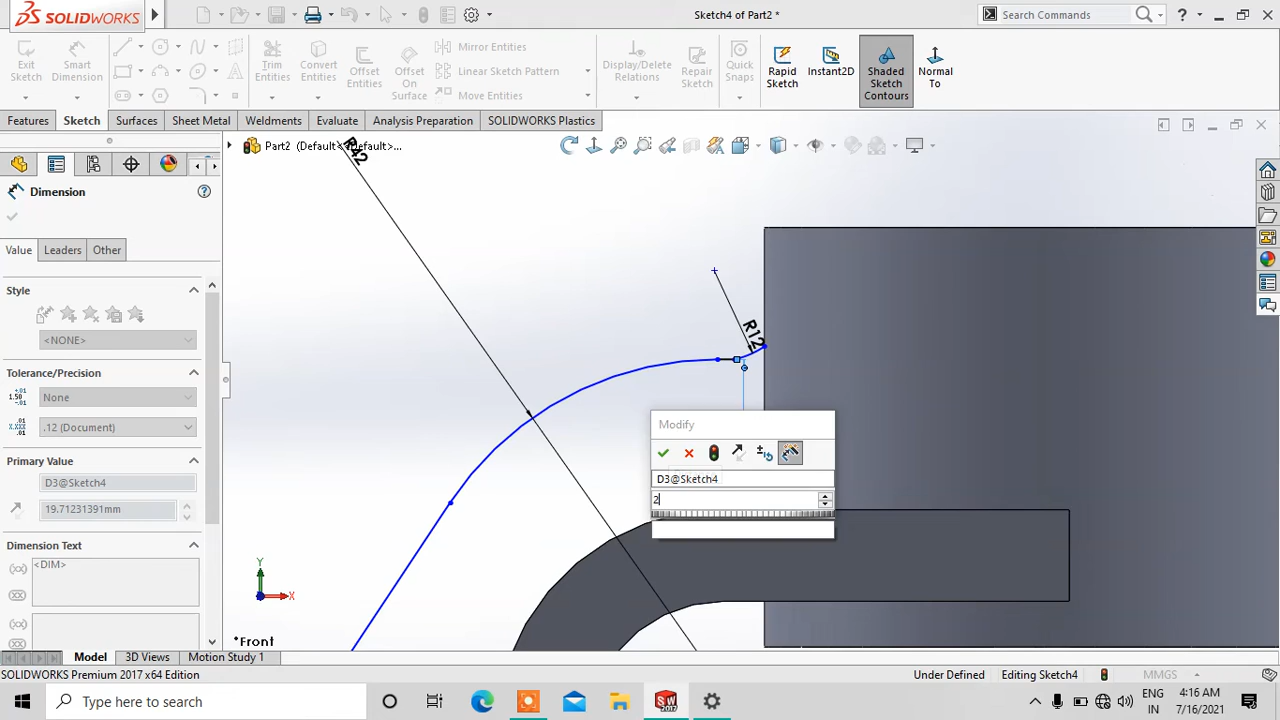 SOLIDWORKS
Sketch4 of Part2 *
Search Commands
?
Exit Sketch
Smart Dimension
Trim Entities
Convert Entities
Offset Entities
Offset On Surface
Mirror Entities
Linear Sketch Pattern
Move Entities
Display/Delete Relations
Repair Sketch
Quick Snaps
Rapid Sketch
Instant2D
Shaded Sketch Contours
Normal To
Features
Sketch
Surfaces
Sheet Metal
Weldments
Evaluate
Analysis Preparation
SOLIDWORKS Plastics
Part2 (Default<<Default>...
Dimension
Value
Leaders
Other
Style
<NONE>
Tolerance/Precision
None
.12 (Document)
Primary Value
D3@Sketch4
19.71231391mm
Dimension Text
<DIM>
R12
Modify
D3@Sketch4
2
Y
X
*Front
Model
3D Views
Motion Study 1
SOLIDWORKS Premium 2017 x64 Edition
Under Defined
Editing Sketch4
MMGS
Type here to search
ENG
IN
4:16 AM
7/16/2021